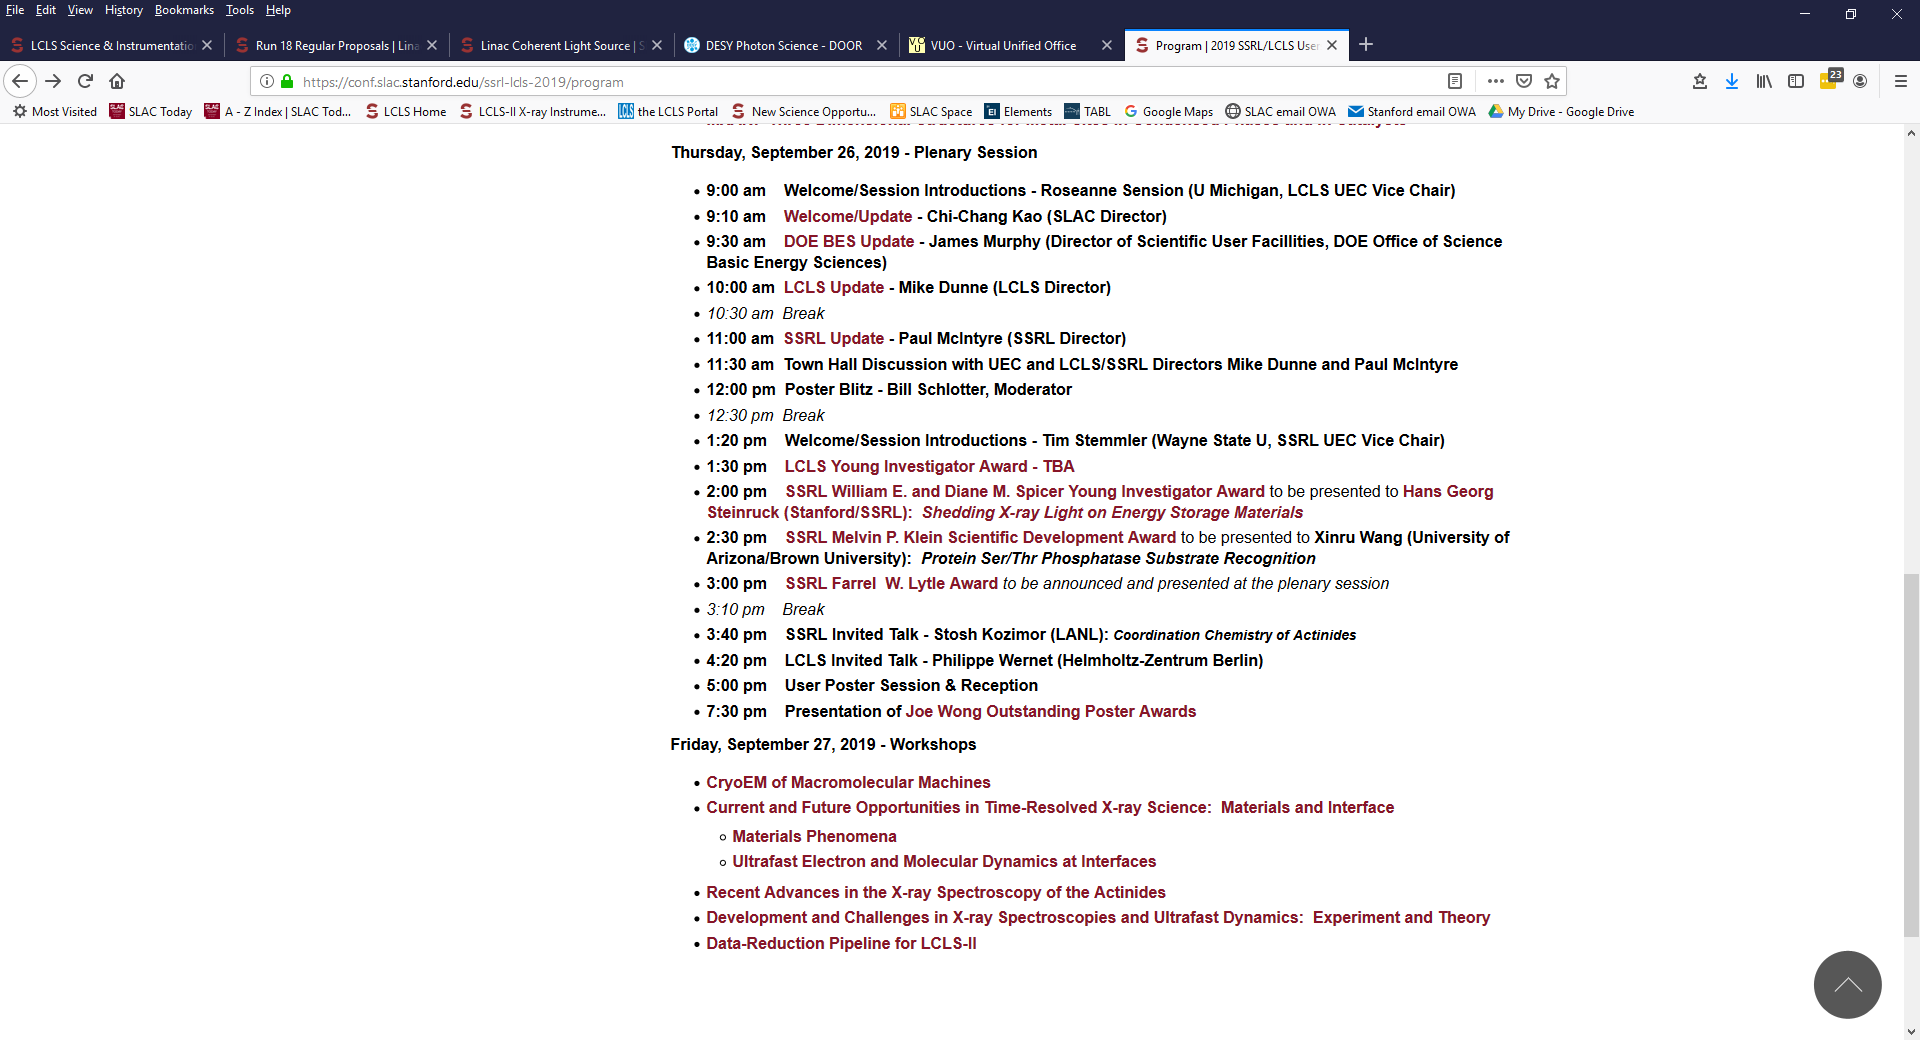 File Edit View History Bookmarks Tools Help
LCLS Science & Instrumentatio
Run 18 Regular Proposals | Lina
Linac Coherent Light Source | S
DESY Photon Science - DOOR
VUO - Virtual Unified Office
Program | 2019 SSRL/LCLS User
https://conf.slac.stanford.edu/ssrl-lcls-2019/program
23
Most Visited SLAC Today A - Z Index | SLAC Tod... LCLS Home LCLS-II X-ray Instrume... the LCLS Portal New Science Opportu... SLAC Space Elements TABL Google Maps SLAC email OWA Stanford email OWA My Drive - Google Drive
Thursday, September 26, 2019 - Plenary Session
• 9:00 am Welcome/Session Introductions - Roseanne Sension (U Michigan, LCLS UEC Vice Chair)
• 9:10 am Welcome/Update - Chi-Chang Kao (SLAC Director)
• 9:30 am DOE BES Update - James Murphy (Director of Scientific User Facillities, DOE Office of Science
Basic Energy Sciences)
• 10:00 am LCLS Update - Mike Dunne (LCLS Director)
• 10:30 am Break
• 11:00 am SSRL Update - Paul McIntyre (SSRL Director)
• 11:30 am Town Hall Discussion with UEC and LCLS/SSRL Directors Mike Dunne and Paul McIntyre
• 12:00 pm Poster Blitz - Bill Schlotter, Moderator
• 12:30 pm Break
• 1:20 pm Welcome/Session Introductions - Tim Stemmler (Wayne State U, SSRL UEC Vice Chair)
• 1:30 pm LCLS Young Investigator Award - TBA
• 2:00 pm SSRL William E. and Diane M. Spicer Young Investigator Award to be presented to Hans Georg
Steinruck (Stanford/SSRL): Shedding X-ray Light on Energy Storage Materials
• 2:30 pm SSRL Melvin P. Klein Scientific Development Award to be presented to Xinru Wang (University of
Arizona/Brown University): Protein Ser/Thr Phosphatase Substrate Recognition
• 3:00 pm SSRL Farrel W. Lytle Award to be announced and presented at the plenary session
• 3:10 pm Break
• 3:40 pm SSRL Invited Talk - Stosh Kozimor (LANL): Coordination Chemistry of Actinides
• 4:20 pm LCLS Invited Talk - Philippe Wernet (Helmholtz-Zentrum Berlin)
• 5:00 pm User Poster Session & Reception
• 7:30 pm Presentation of Joe Wong Outstanding Poster Awards
Friday, September 27, 2019 - Workshops
• CryoEM of Macromolecular Machines
• Current and Future Opportunities in Time-Resolved X-ray Science: Materials and Interface
○ Materials Phenomena
○ Ultrafast Electron and Molecular Dynamics at Interfaces
• Recent Advances in the X-ray Spectroscopy of the Actinides
• Development and Challenges in X-ray Spectroscopies and Ultrafast Dynamics: Experiment and Theory
• Data-Reduction Pipeline for LCLS-II